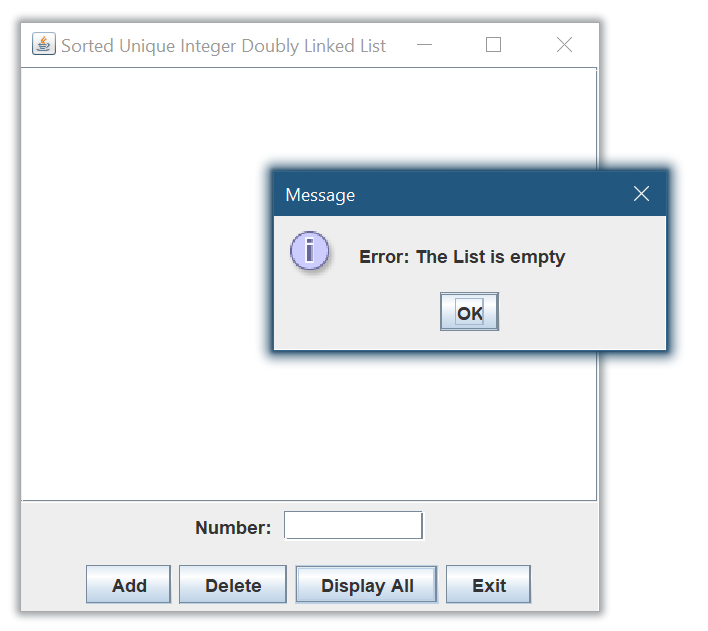 Sorted Unique Integer Doubly Linked List
Message
Error: The List is empty
OK
Number:
Add Delete Display All Exit